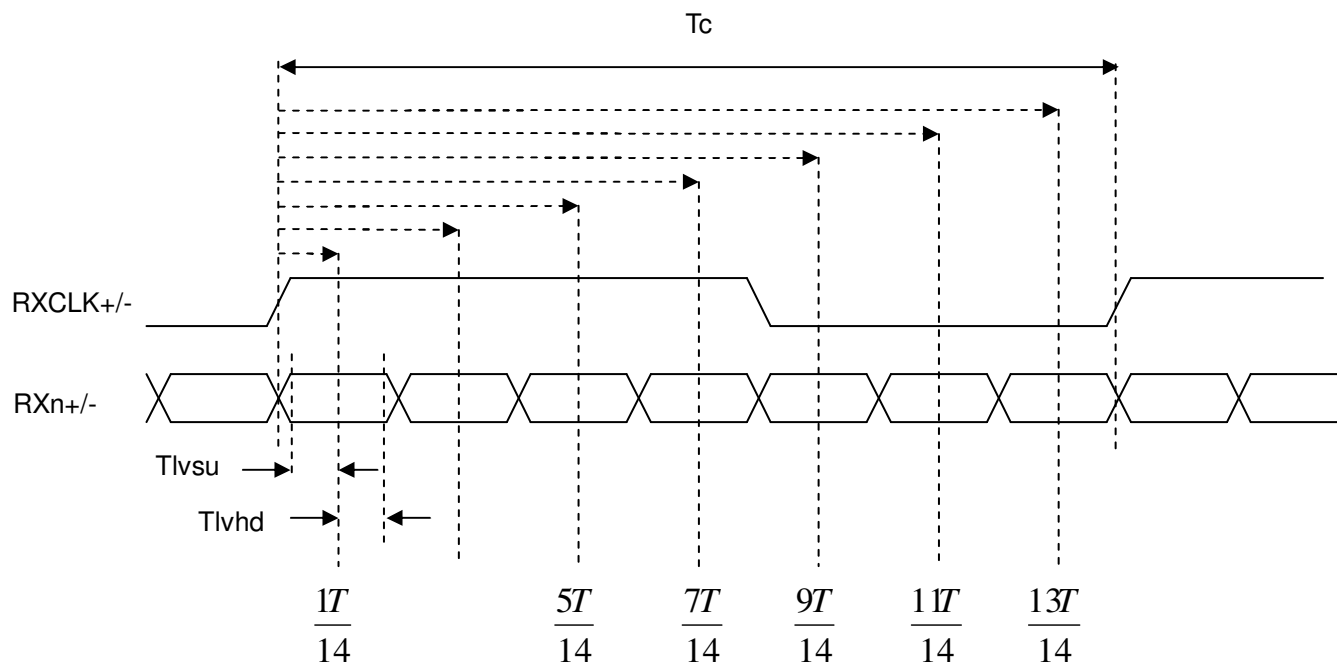 Tc
RXCLK+/-
RXn+/-
Tlvsu
Tlvhd
1T/14 5T/14 7T/14 9T/14 11T/14 13T/14